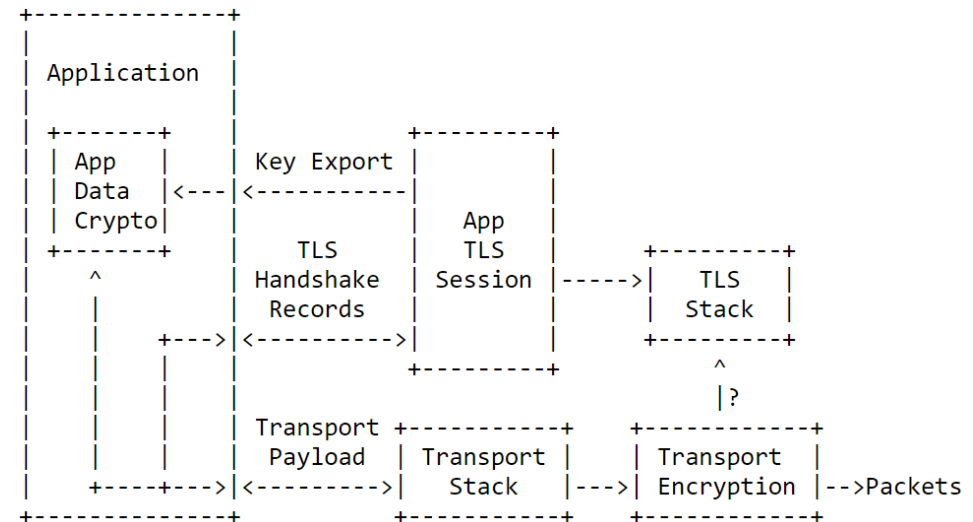 Application
App
Key Export
Data
Crypto
App
TLS
TLS
Handshake
Session
TLS
Records
Stack
?
Transport
Payload
Transport
Transport
Stack
Encryption
-->Packets